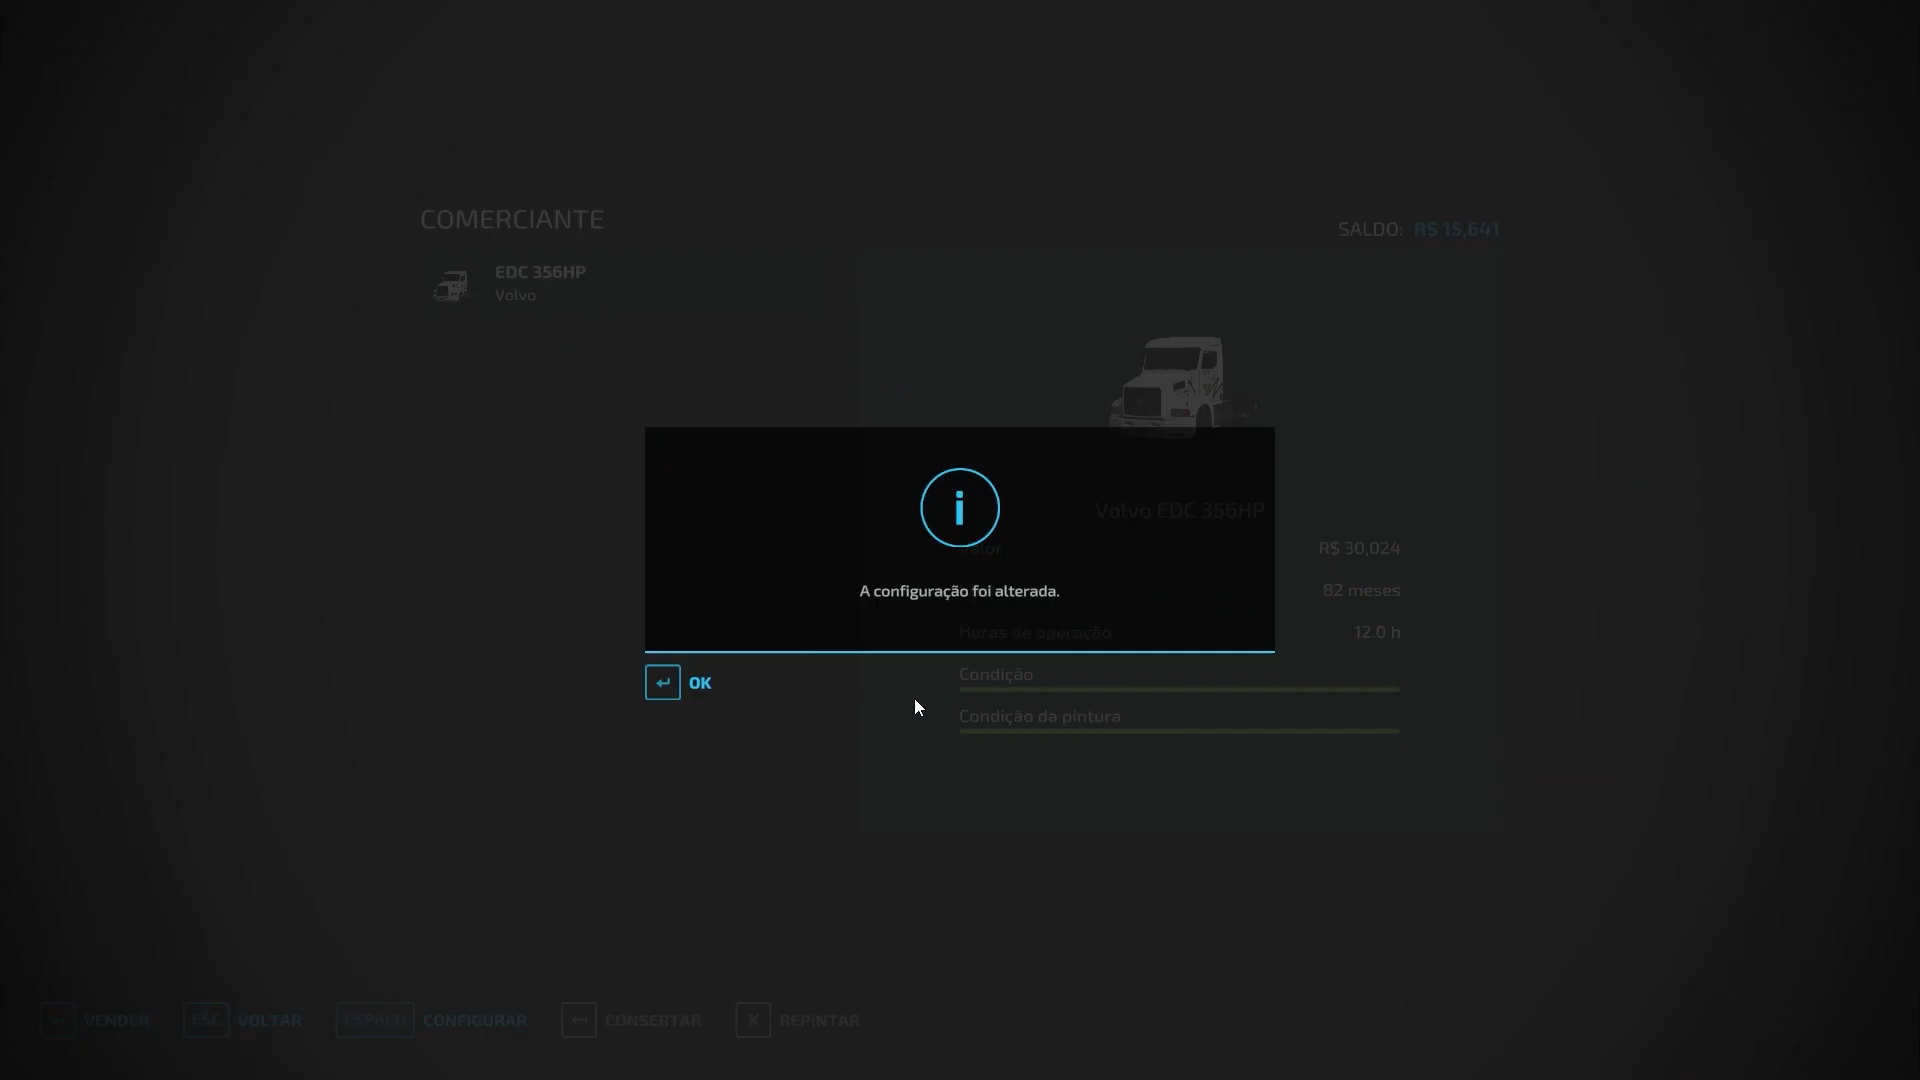 COMERCIANTE
SALDO: R$ 15,641
EDC 356HP
Volvo
i
Volvo EDC 356HP
Valor R$ 30,024
A configuração foi alterada.
82 meses
Horas de operação 12.0 h
Condição
OK
Condição da pintura
VENDER ESC VOLTAR ESPAÇO CONFIGURAR CONSERTAR X REPINTAR